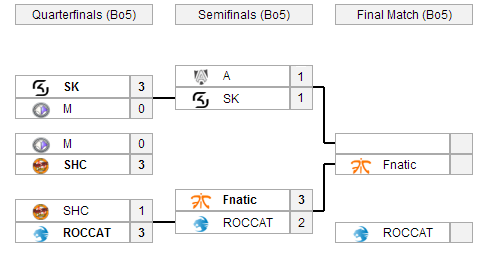 Quarterfinals (Bo5) Semifinals (Bo5) Final Match (Bo5)
A 1
SK 3 SK 1
M 0
M 0
SHC 3 Fnatic
SHC 1 Fnatic 3
ROCCAT 3 ROCCAT 2 ROCCAT